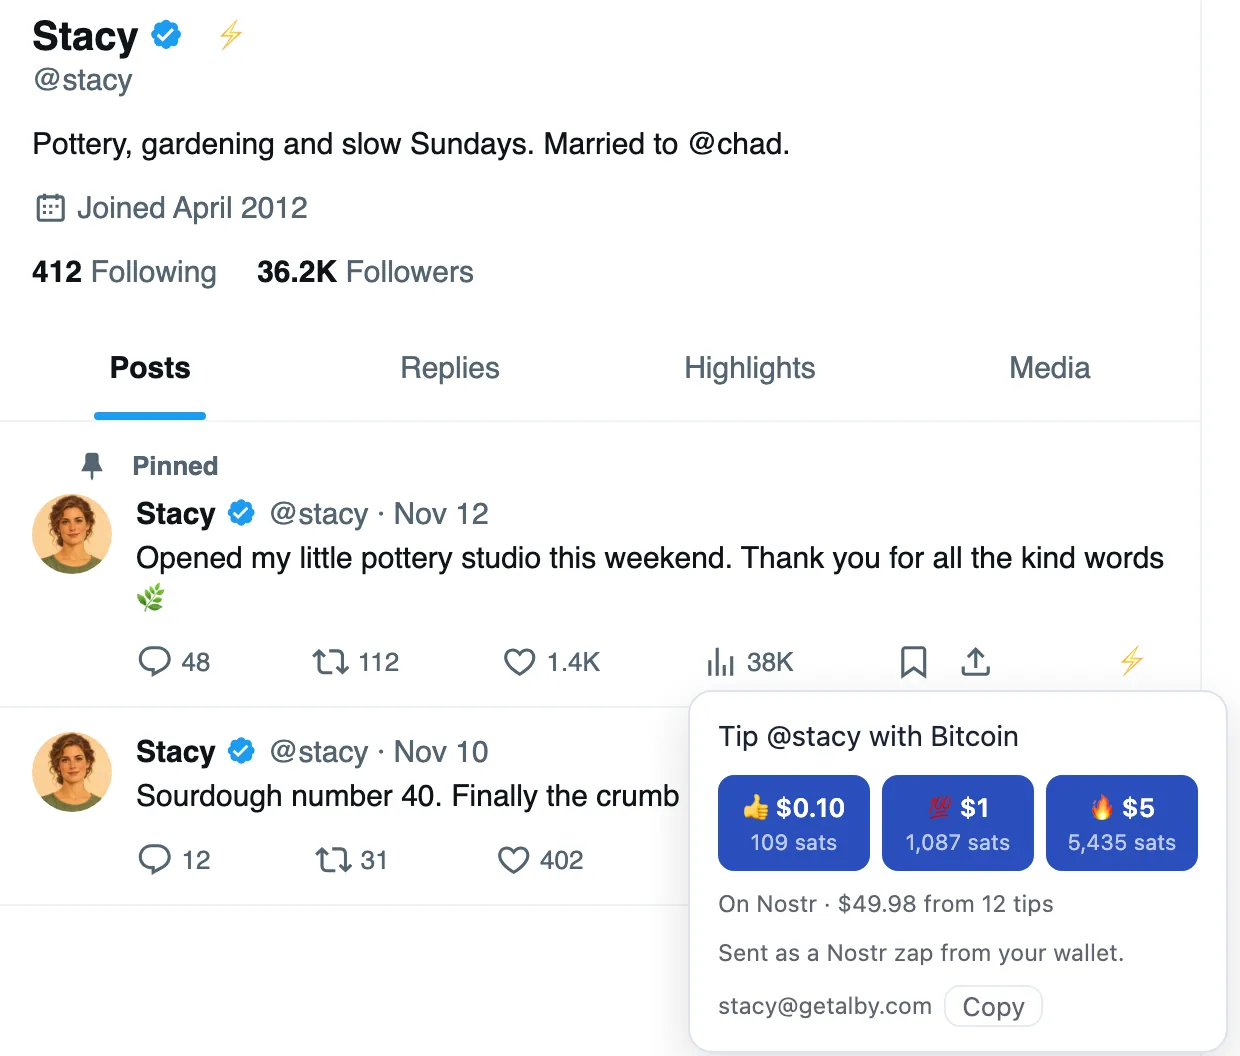 Stacy ⚡
@stacy
Pottery, gardening and slow Sundays. Married to @chad.
Joined April 2012
412 Following 36.2K Followers
Posts Replies Highlights Media
Pinned
Stacy @stacy · Nov 12
Opened my little pottery studio this weekend. Thank you for all the kind words
🌿
48 112 1.4K 38K ⚡
Stacy @stacy · Nov 10
Sourdough number 40. Finally the crumb
12 31 402
Tip @stacy with Bitcoin
👍 $0.10 💯 $1 🔥 $5
109 sats 1,087 sats 5,435 sats
On Nostr · $49.98 from 12 tips
Sent as a Nostr zap from your wallet.
stacy@getalby.com Copy